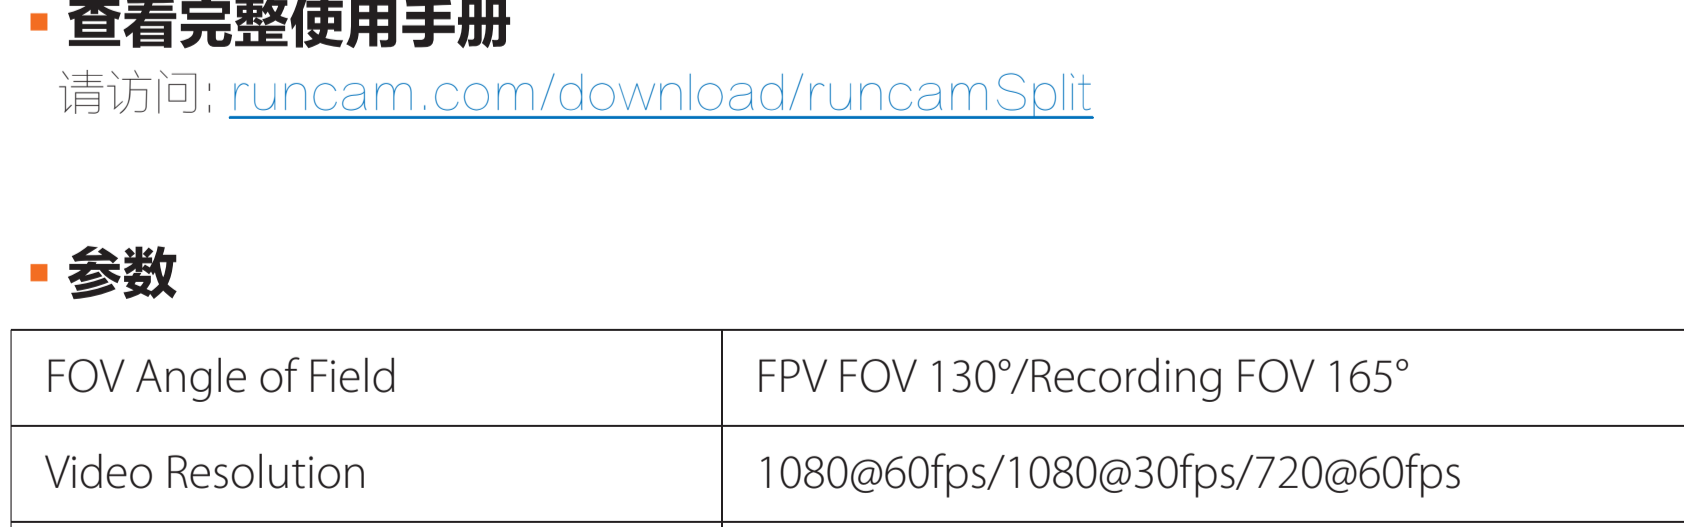 查看完整使用手册
请访问: runcam.com/download/runcamSplit
参数
FOV Angle of Field FPV FOV 130°/Recording FOV 165°
Video Resolution 1080@60fps/1080@30fps/720@60fps